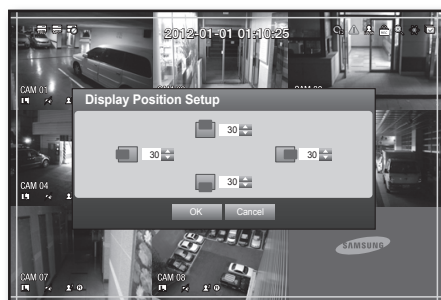 2012-01-01 01:10:25
CAM 01
Display Position Setup
30
30
30
30
CAM 04
OK Cancel
SAMSUNG
CAM 07
CAM 08